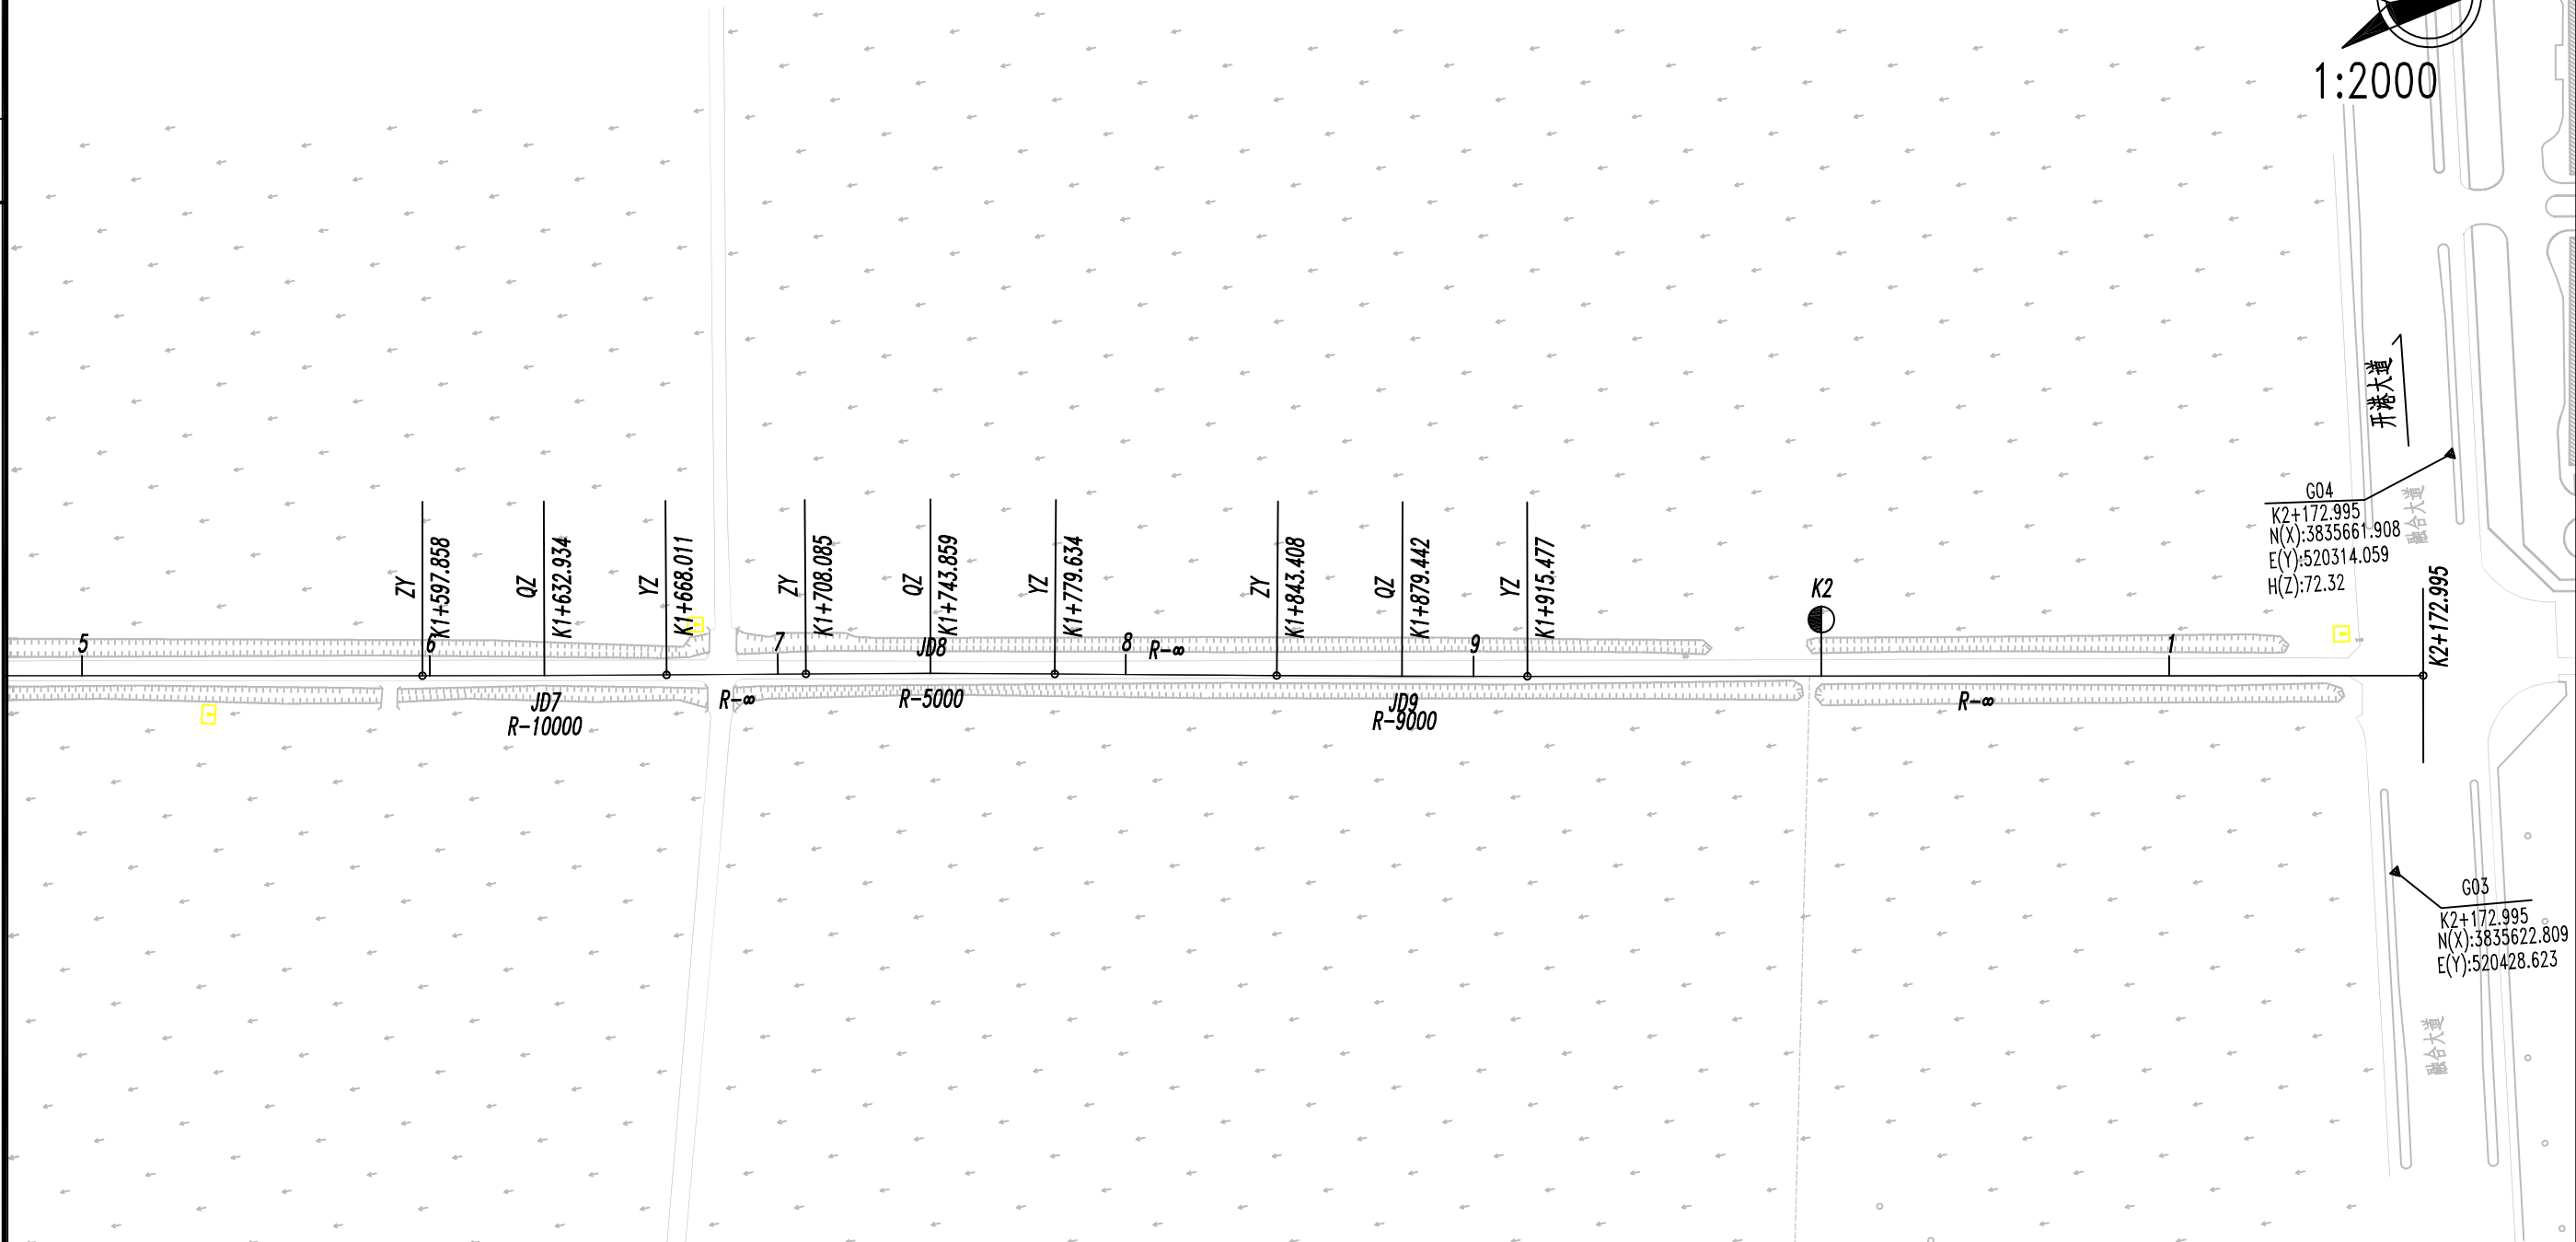 1:2000
开港大道
G04
K2+172.995
N(X):3835661.908
E(Y):520314.059
H(Z):72.32
融合大道
ZY
K1+597.858
QZ
K1+632.934
YZ
K1+668.011
ZY
K1+708.085
QZ
K1+743.859
YZ
K1+779.634
ZY
K1+843.408
QZ
K1+879.442
YZ
K1+915.477
K2
K2+172.995
5
6
7
JD8
8
R-∞
9
1
JD7
R-10000
R-∞
R-5000
JD9
R-9000
R-∞
G03
K2+172.995
N(X):3835622.809
E(Y):520428.623
融合大道